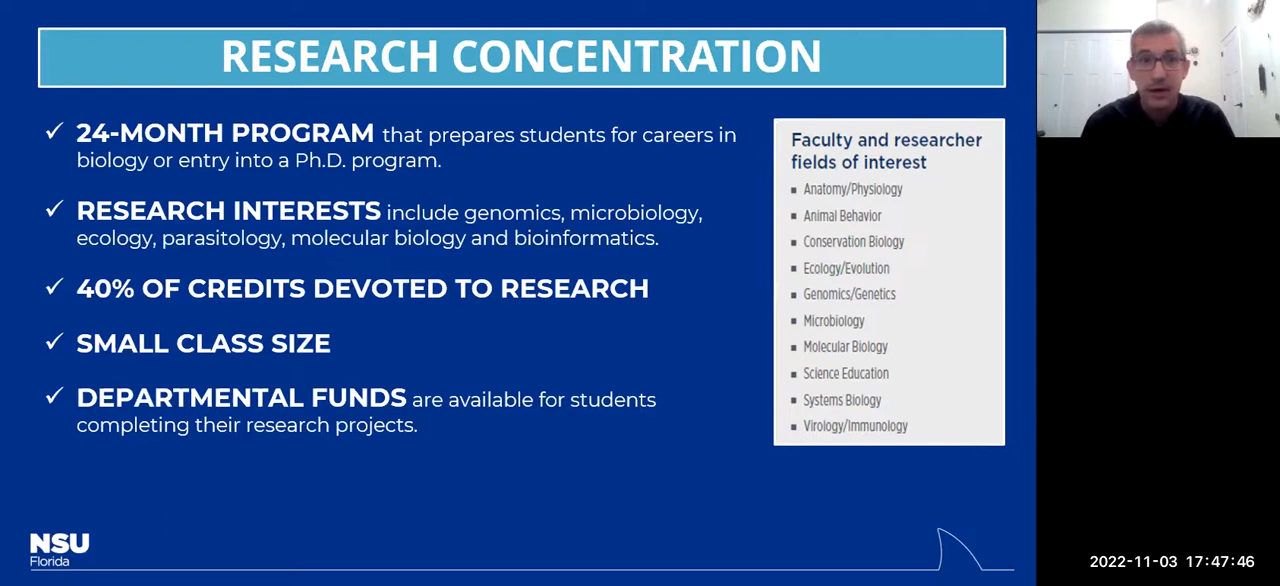 RESEARCH CONCENTRATION
✓ 24-MONTH PROGRAM that prepares students for careers in
biology or entry into a Ph.D. program.
✓ RESEARCH INTERESTS include genomics, microbiology,
ecology, parasitology, molecular biology and bioinformatics.
✓ 40% OF CREDITS DEVOTED TO RESEARCH
✓ SMALL CLASS SIZE
✓ DEPARTMENTAL FUNDS are available for students
completing their research projects.
Faculty and researcher
fields of interest
▪ Anatomy/Physiology
▪ Animal Behavior
▪ Conservation Biology
▪ Ecology/Evolution
▪ Genomics/Genetics
▪ Microbiology
▪ Molecular Biology
▪ Science Education
▪ Systems Biology
▪ Virology/Immunology
NSU
Florida
2022-11-03 17:47:46